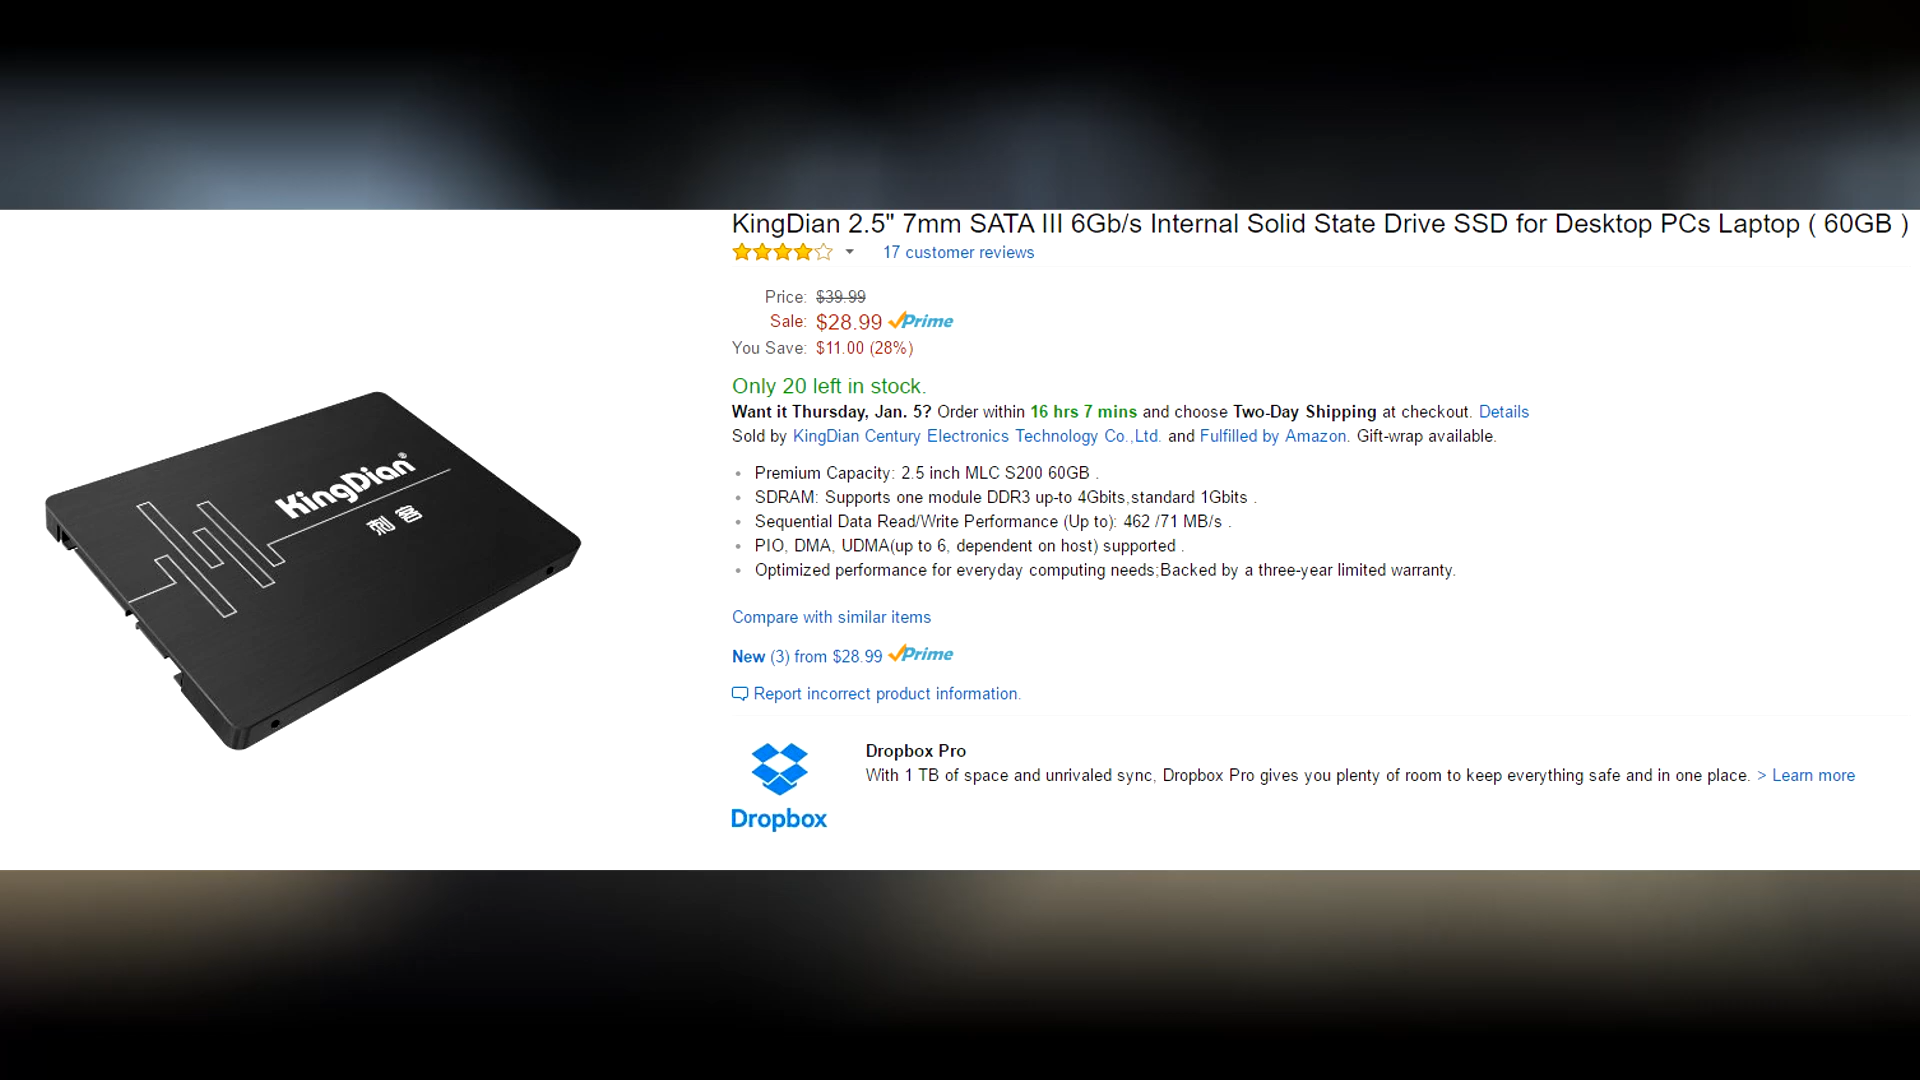 KingDian 2.5" 7mm SATA III 6Gb/s Internal Solid State Drive SSD for Desktop PCs Laptop ( 60GB )
17 customer reviews
Price: $39.99
Sale: $28.99 Prime
You Save: $11.00 (28%)
Only 20 left in stock.
Want it Thursday, Jan. 5? Order within 16 hrs 7 mins and choose Two-Day Shipping at checkout. Details
Sold by KingDian Century Electronics Technology Co.,Ltd. and Fulfilled by Amazon. Gift-wrap available.
KingDian®
刺客
• Premium Capacity: 2.5 inch MLC S200 60GB .
• SDRAM: Supports one module DDR3 up-to 4Gbits,standard 1Gbits .
• Sequential Data Read/Write Performance (Up to): 462 /71 MB/s .
• PIO, DMA, UDMA(up to 6, dependent on host) supported .
• Optimized performance for everyday computing needs;Backed by a three-year limited warranty.
Compare with similar items
New (3) from $28.99 Prime
Report incorrect product information.
Dropbox Pro
With 1 TB of space and unrivaled sync, Dropbox Pro gives you plenty of room to keep everything safe and in one place. > Learn more
Dropbox